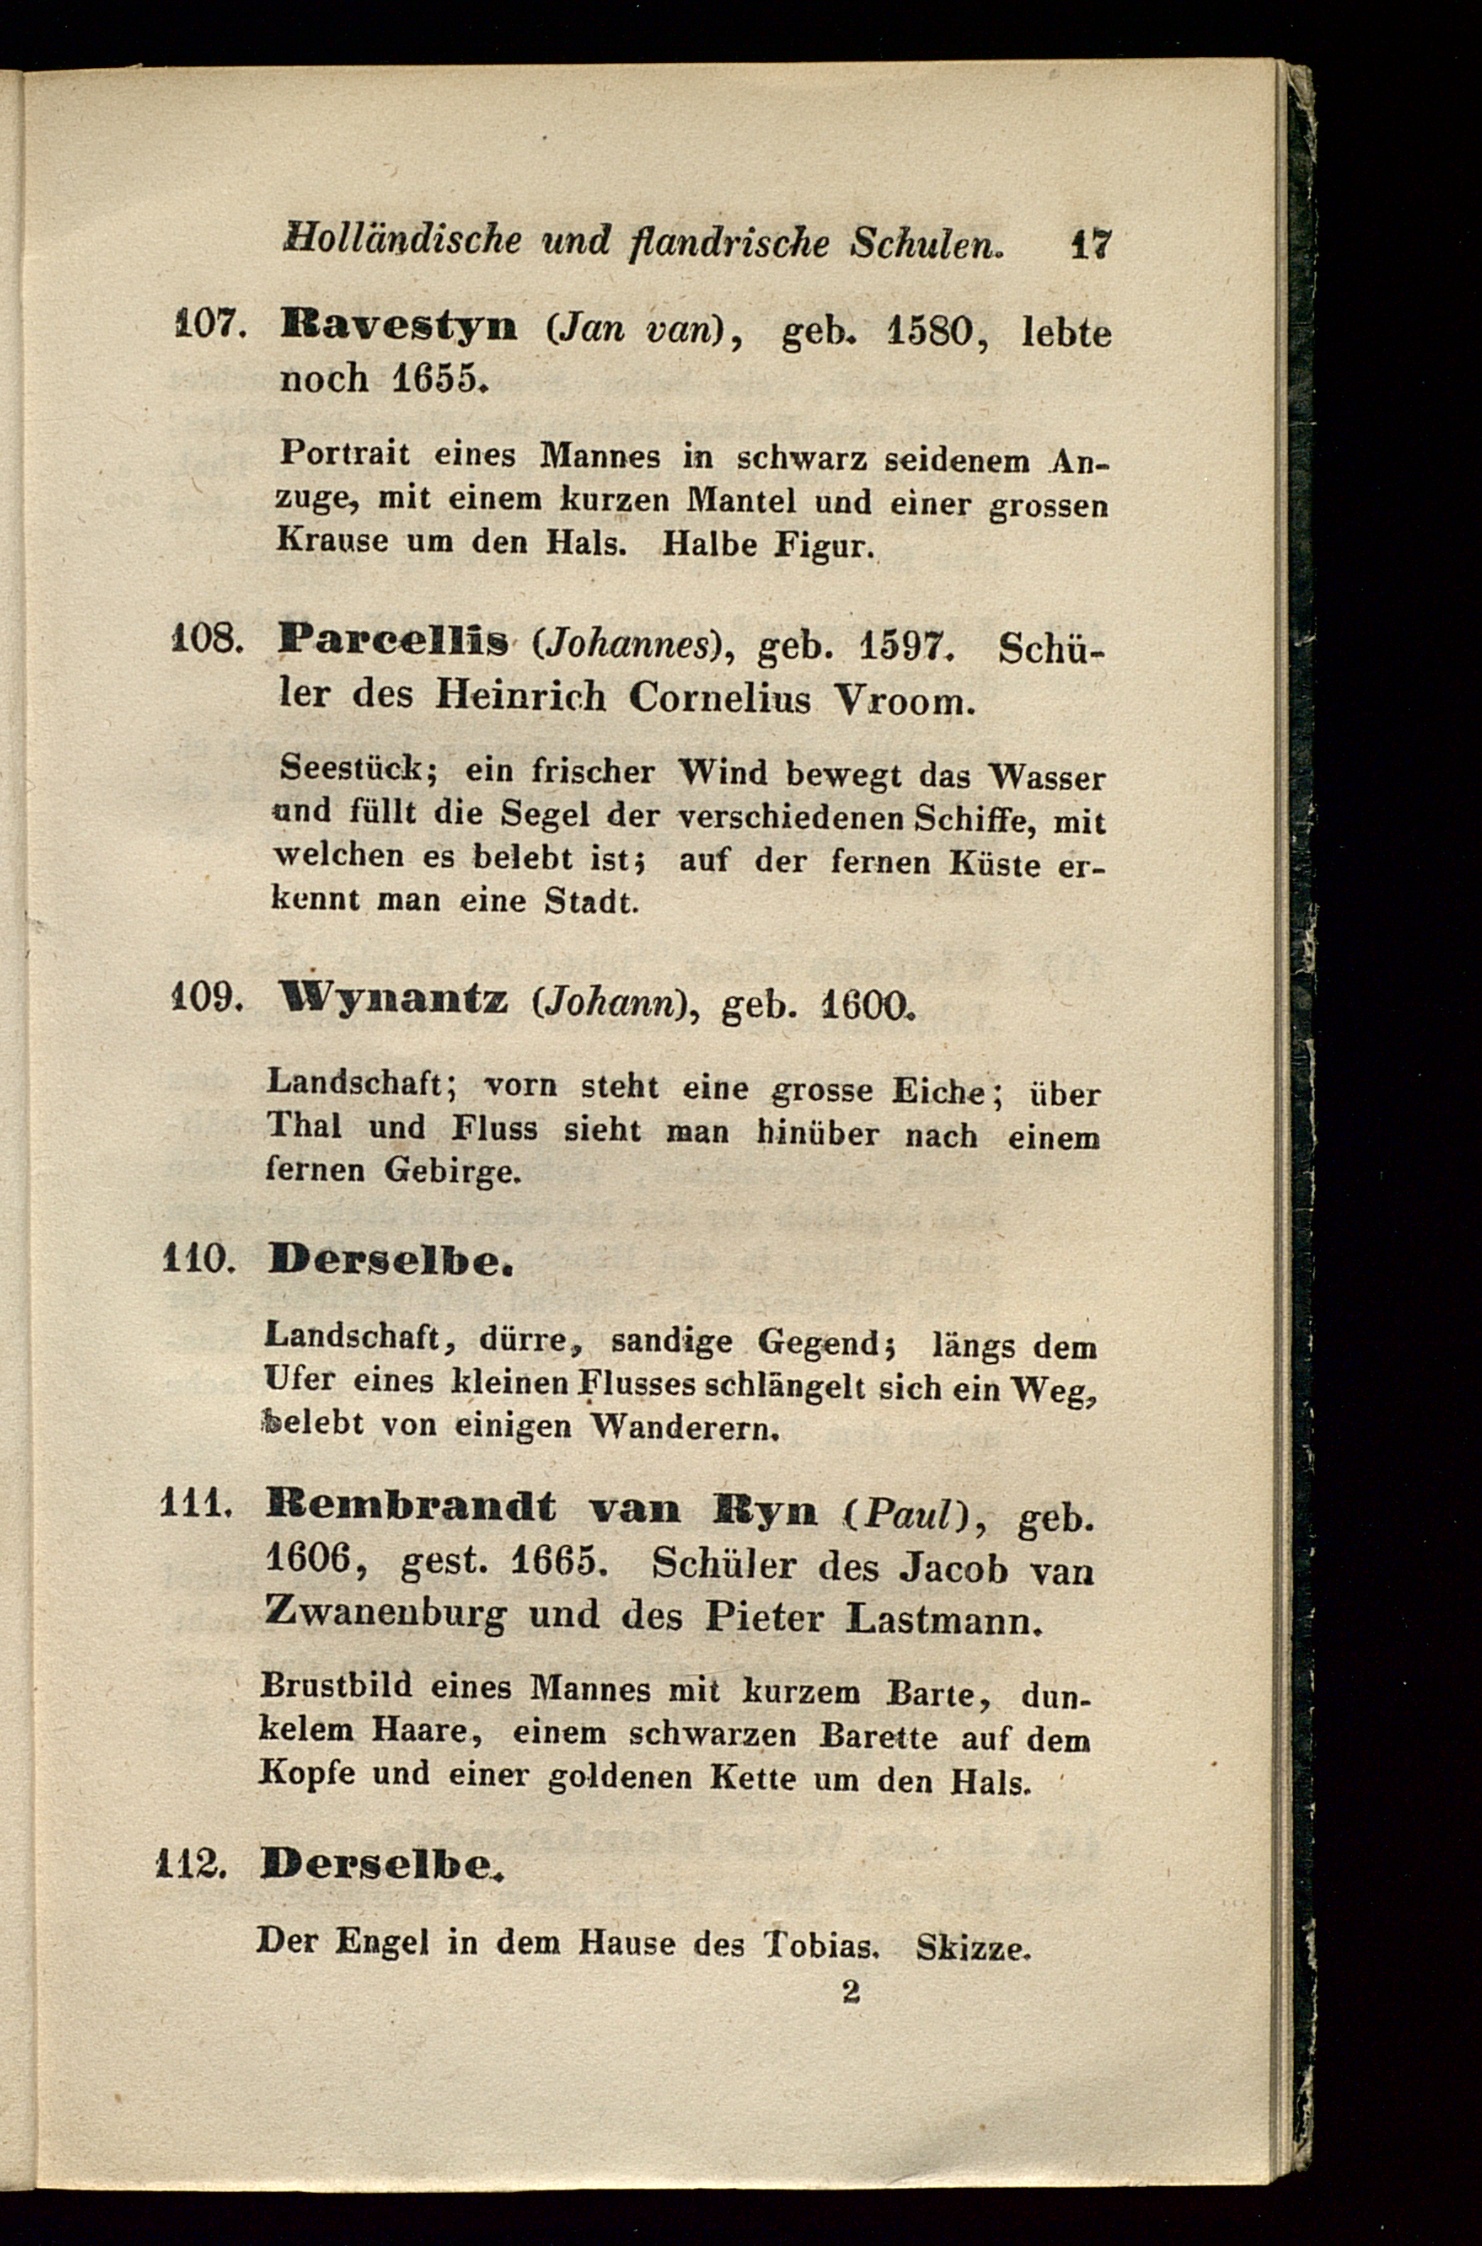 Holländische und flandrische Schulen. 17
107. Ravestyn (Jan van), geb. 1580, lebte
noch 1655.
Portrait eines Mannes in schwarz seidenem An-
zuge, mit einem kurzen Mantel und einer grossen
Krause um den Hals. Halbe Figur.
108. Parcellis (Johannes), geb. 1597. Schü-
ler des Heinrich Cornelius Vroom.
Seestück; ein frischer Wind bewegt das Wasser
und füllt die Segel der verschiedenen Schiffe, mit
welchen es belebt ist; auf der fernen Küste er-
kennt man eine Stadt.
109. Wynantz (Johann), geb. 1600.
Landschaft; vorn steht eine grosse Eiche; über
Thal und Fluss sieht man hinüber nach einem
fernen Gebirge.
110. Derselbe.
Landschaft, dürre, sandige Gegend; längs dem
Ufer eines kleinen Flusses schlängelt sich ein Weg,
belebt von einigen Wanderern.
111. Rembrandt van Ryn (Paul), geb.
1606, gest. 1665. Schüler des Jacob van
Zwanenburg und des Pieter Lastmann.
Brustbild eines Mannes mit kurzem Barte, dun-
kelem Haare, einem schwarzen Barette auf dem
Kopfe und einer goldenen Kette um den Hals.
112. Derselbe.
Der Engel in dem Hause des Tobias. Skizze.
2